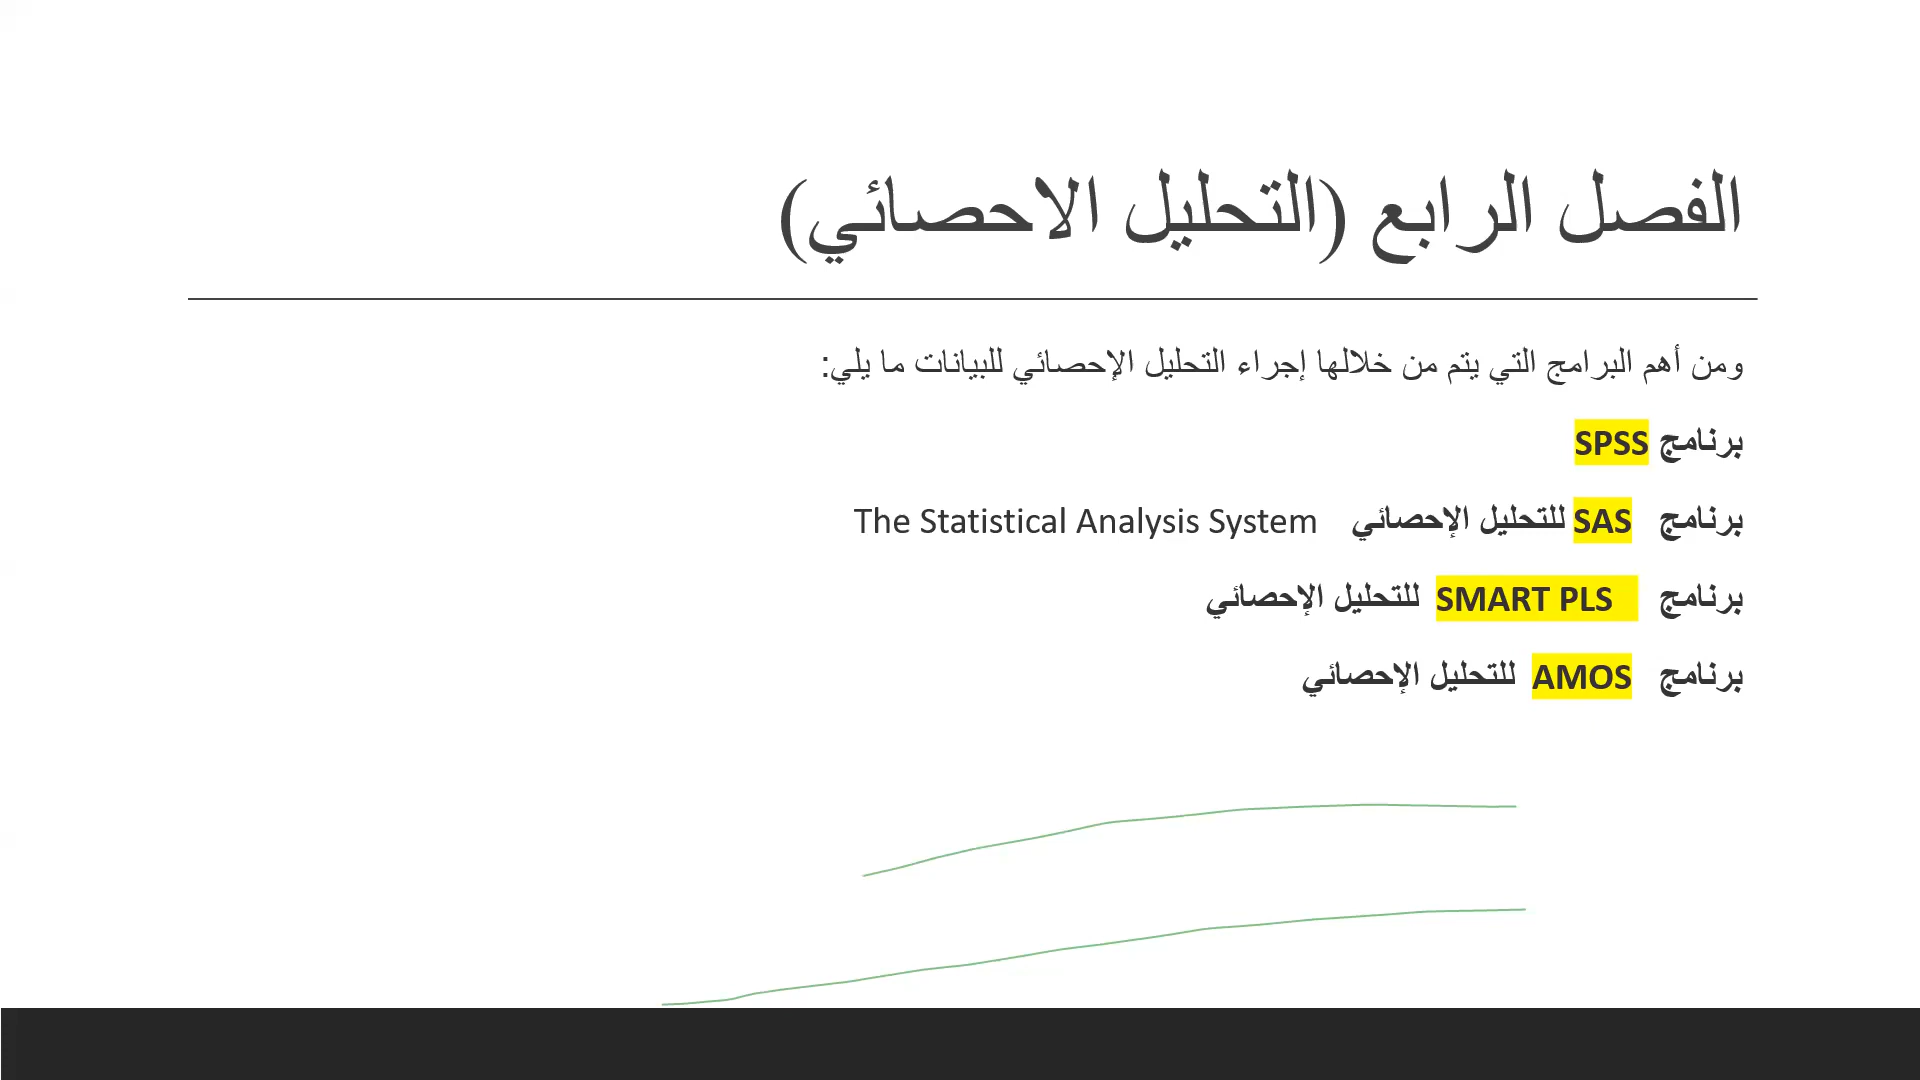 الفصل الرابع (التحليل الاحصائي)
ومن أهم البرامج التي يتم من خلالها إجراء التحليل الإحصائي للبيانات ما يلي:
برنامج SPSS
برنامج SAS للتحليل الإحصائي The Statistical Analysis System
برنامج SMART PLS للتحليل الإحصائي
برنامج AMOS للتحليل الإحصائي